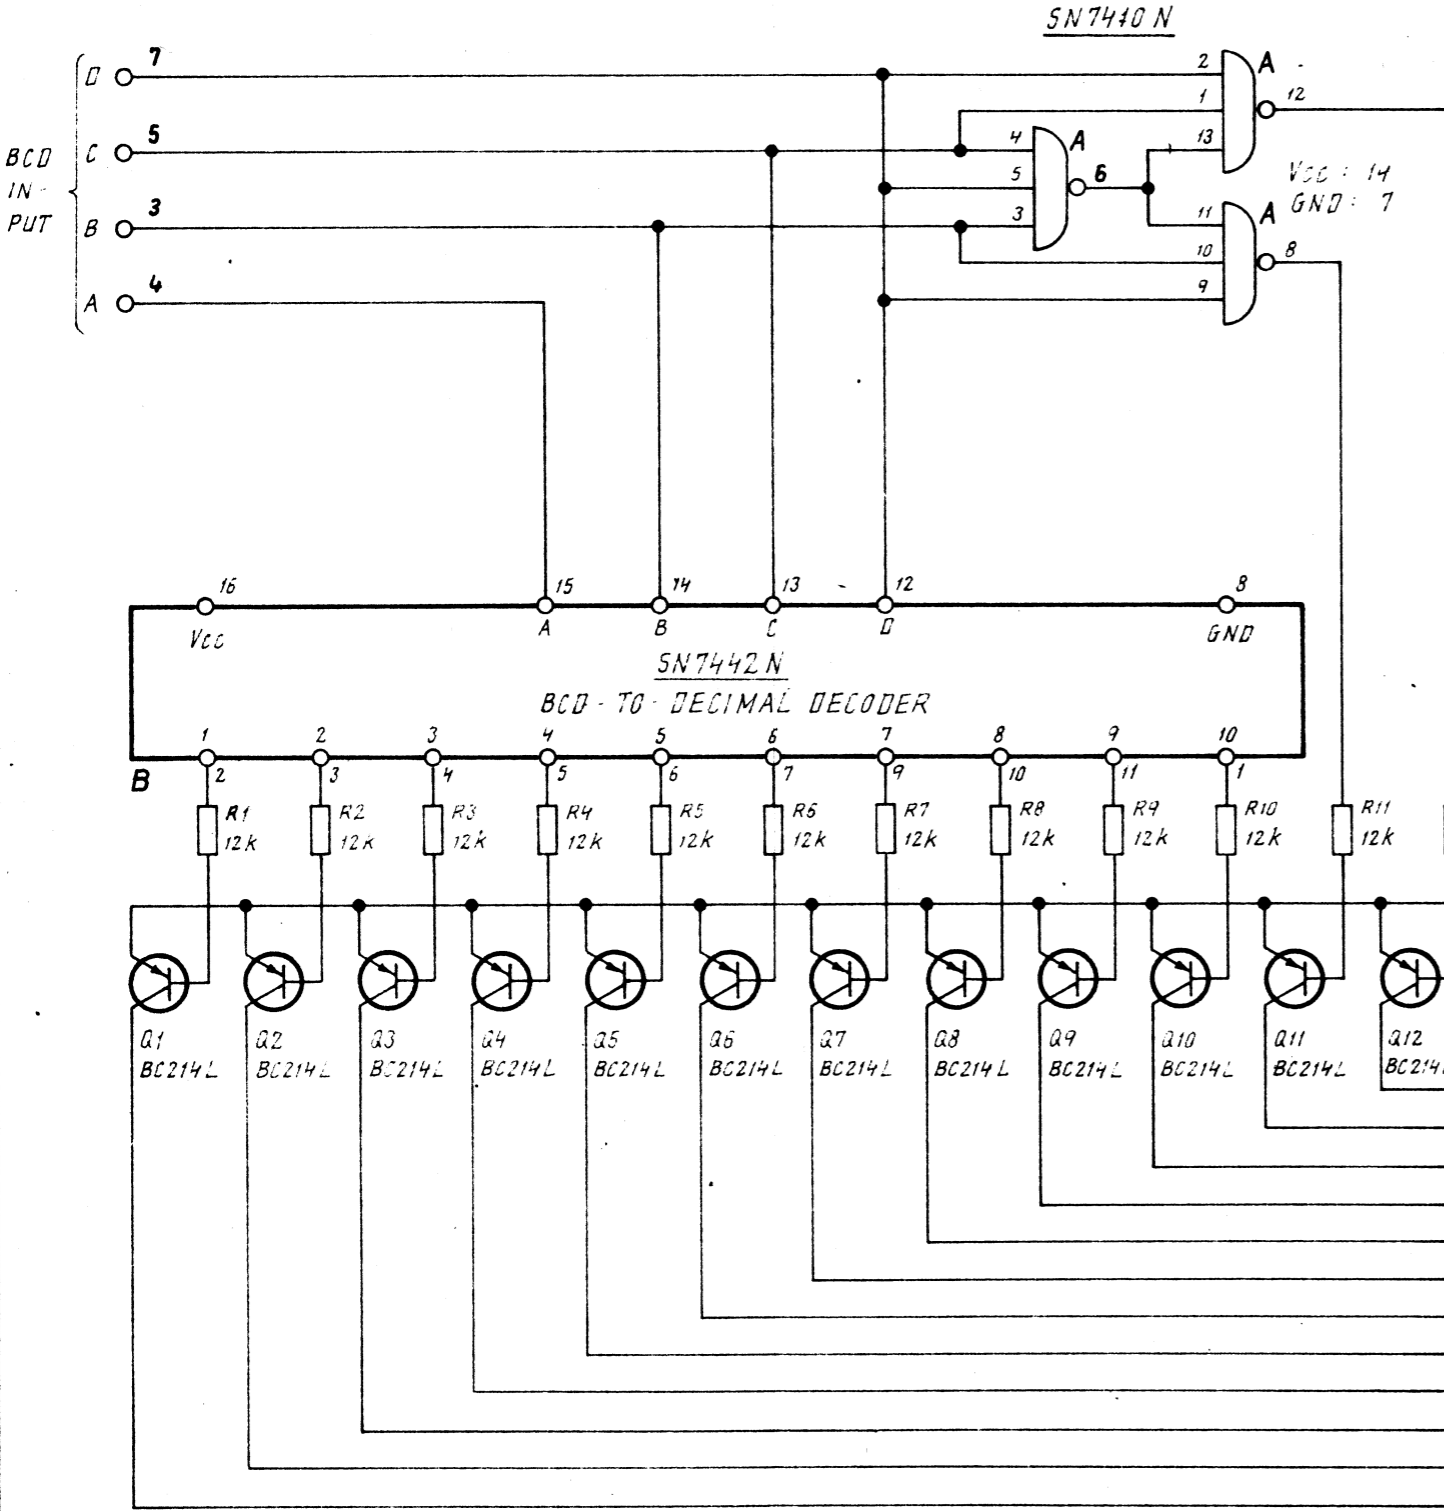 SN7410N
D 7
2 A 12
1
BCD C 5
4 A
13
IN-
5 6
VCC: 14
PUT B 3
3
11 A GND: 7
10 8
A 4
9
16 15 14 13 12 8
VCC A B C D GND
SN7442N
BCD-TO-DECIMAL DECODER
1 2 3 4 5 6 7 8 9 10
B 2 3 4 5 6 7 9 10 11 1
R1 R2 R3 R4 R5 R6 R7 R8 R9 R10 R11
12k 12k 12k 12k 12k 12k 12k 12k 12k 12k 12k
Q1 Q2 Q3 Q4 Q5 Q6 Q7 Q8 Q9 Q10 Q11 Q12
BC214L BC214L BC214L BC214L BC214L BC214L BC214L BC214L BC214L BC214L BC214L BC214L